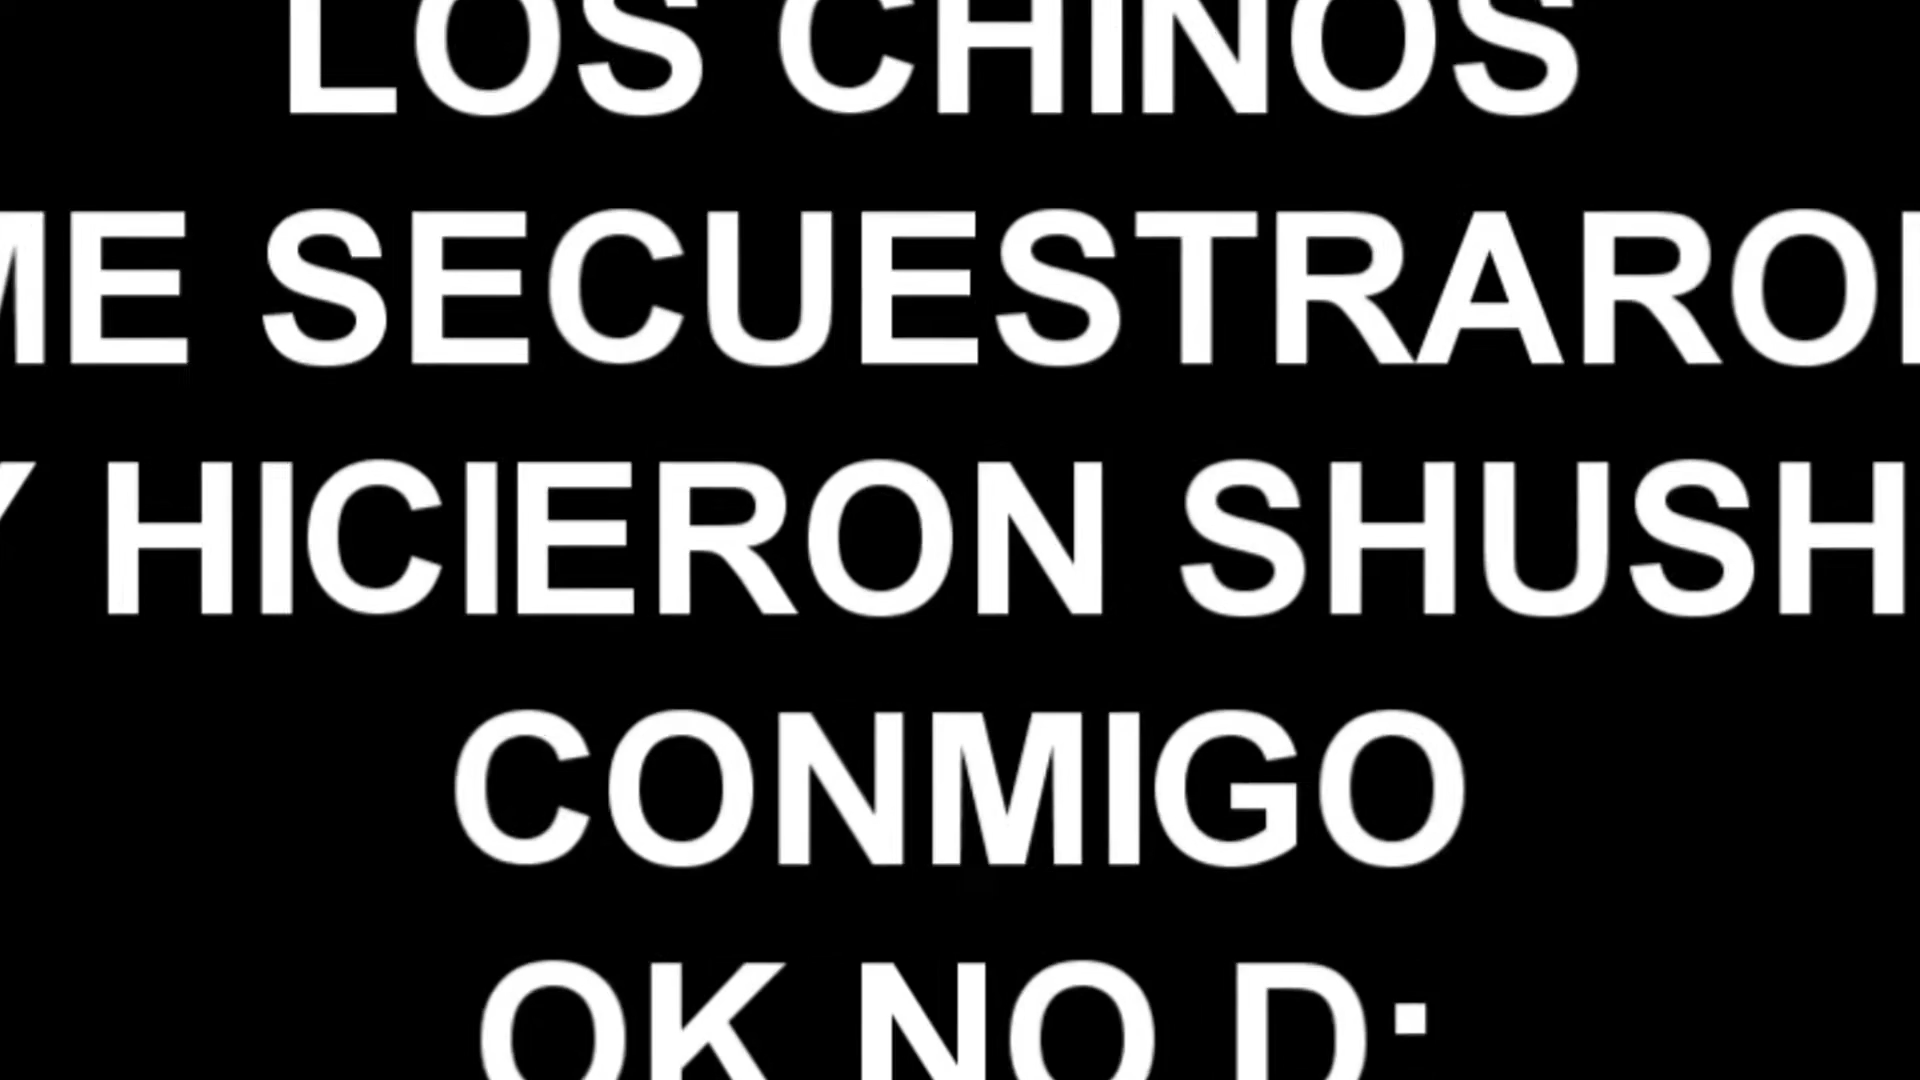 LOS CHINOS
ME SECUESTRARON
Y HICIERON SHUSH
CONMIGO
OK NO D: